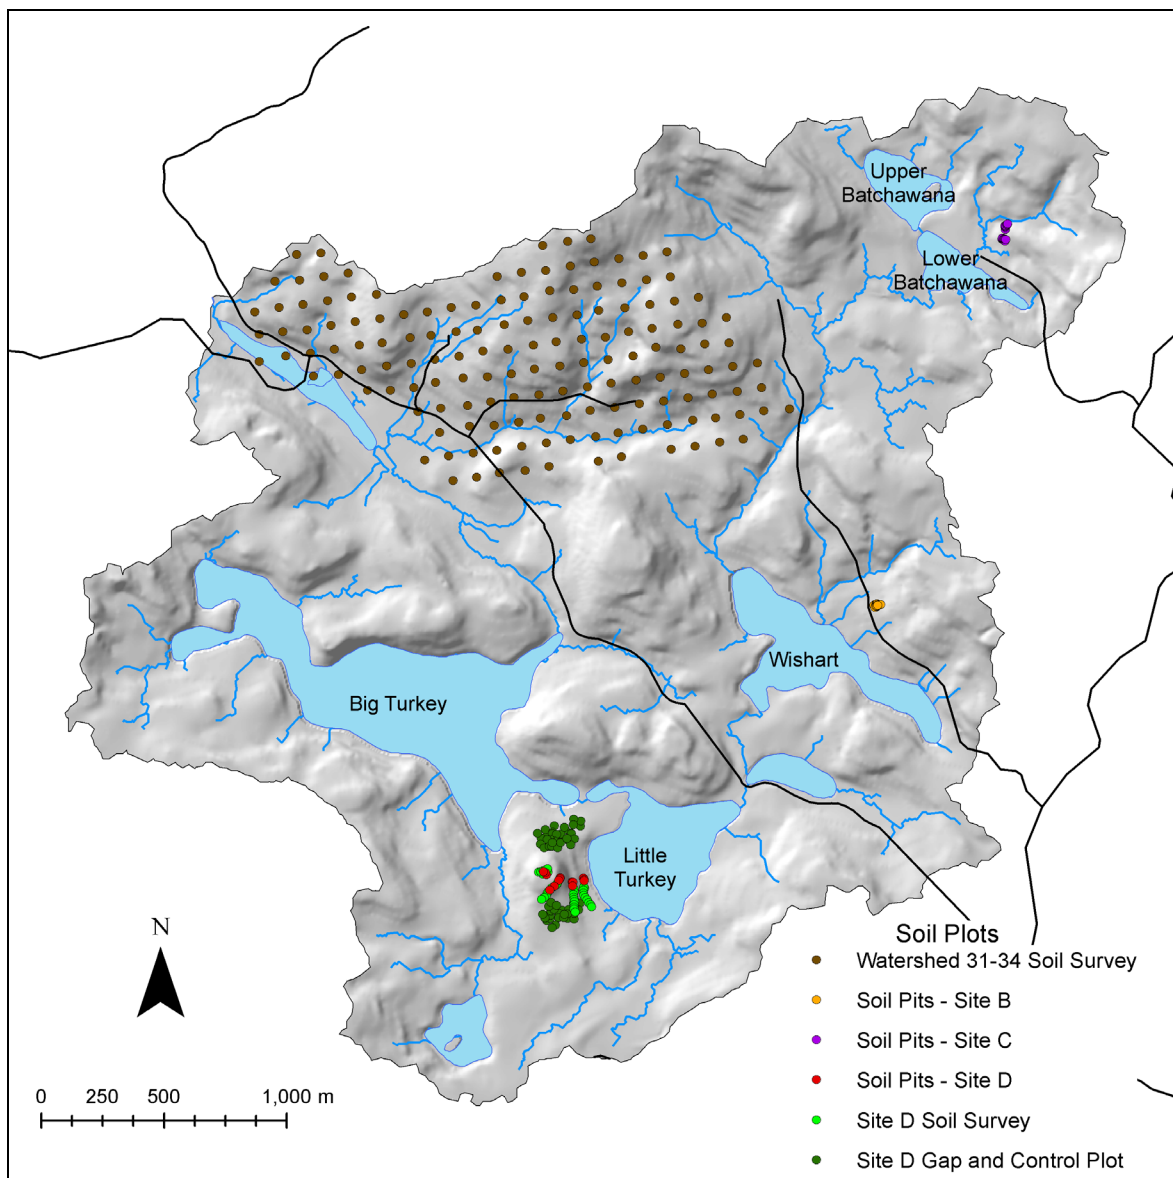 Upper
Batchawana
Lower
Batchawana
Wishart
Big Turkey
Little
Turkey
N
Soil Plots
Watershed 31-34 Soil Survey
Soil Pits - Site B
Soil Pits - Site C
Soil Pits - Site D
Site D Soil Survey
Site D Gap and Control Plot
0 250 500 1,000 m